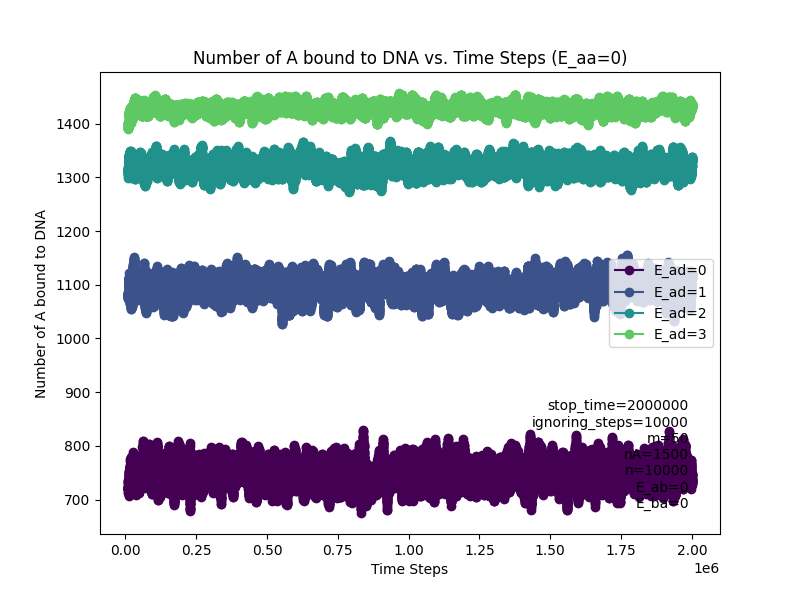 Number of A bound to DNA vs. Time Steps (E_aa=0)
Number of A bound to DNA
1400
1300
1200
1100
1000
900
800
700
E_ad=0
E_ad=1
E_ad=2
E_ad=3
stop_time=2000000
ignoring_steps=10000
m=50
nA=1500
n=10000
E_ab=0
E_ba=0
0.00 0.25 0.50 0.75 1.00 1.25 1.50 1.75 2.00
1e6
Time Steps